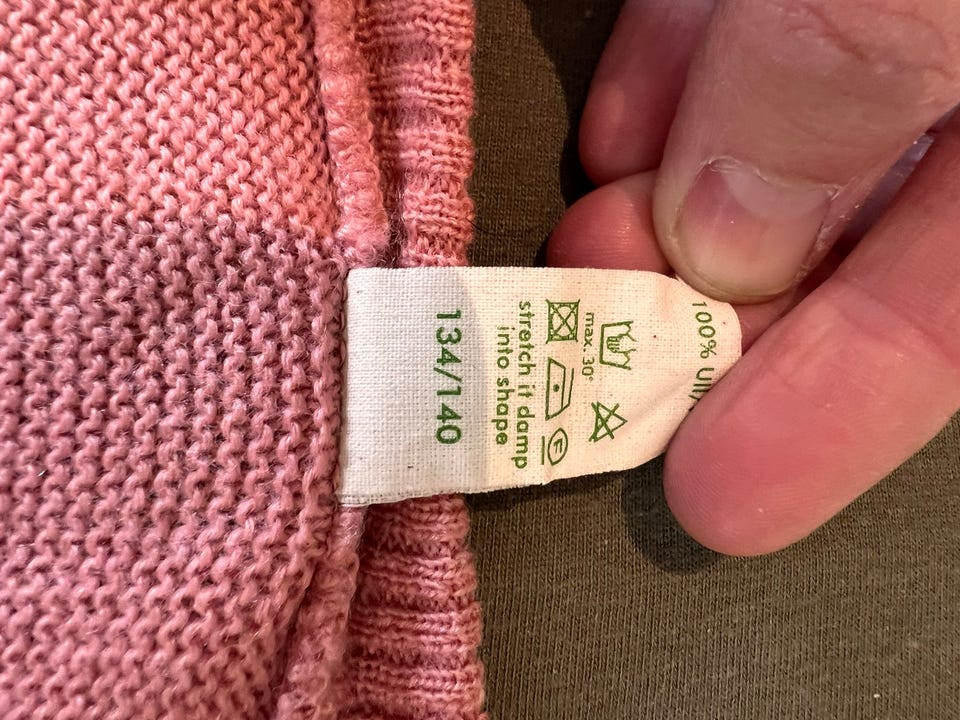 100%
max. 30°
F
stretch it damp
into shape
134/140